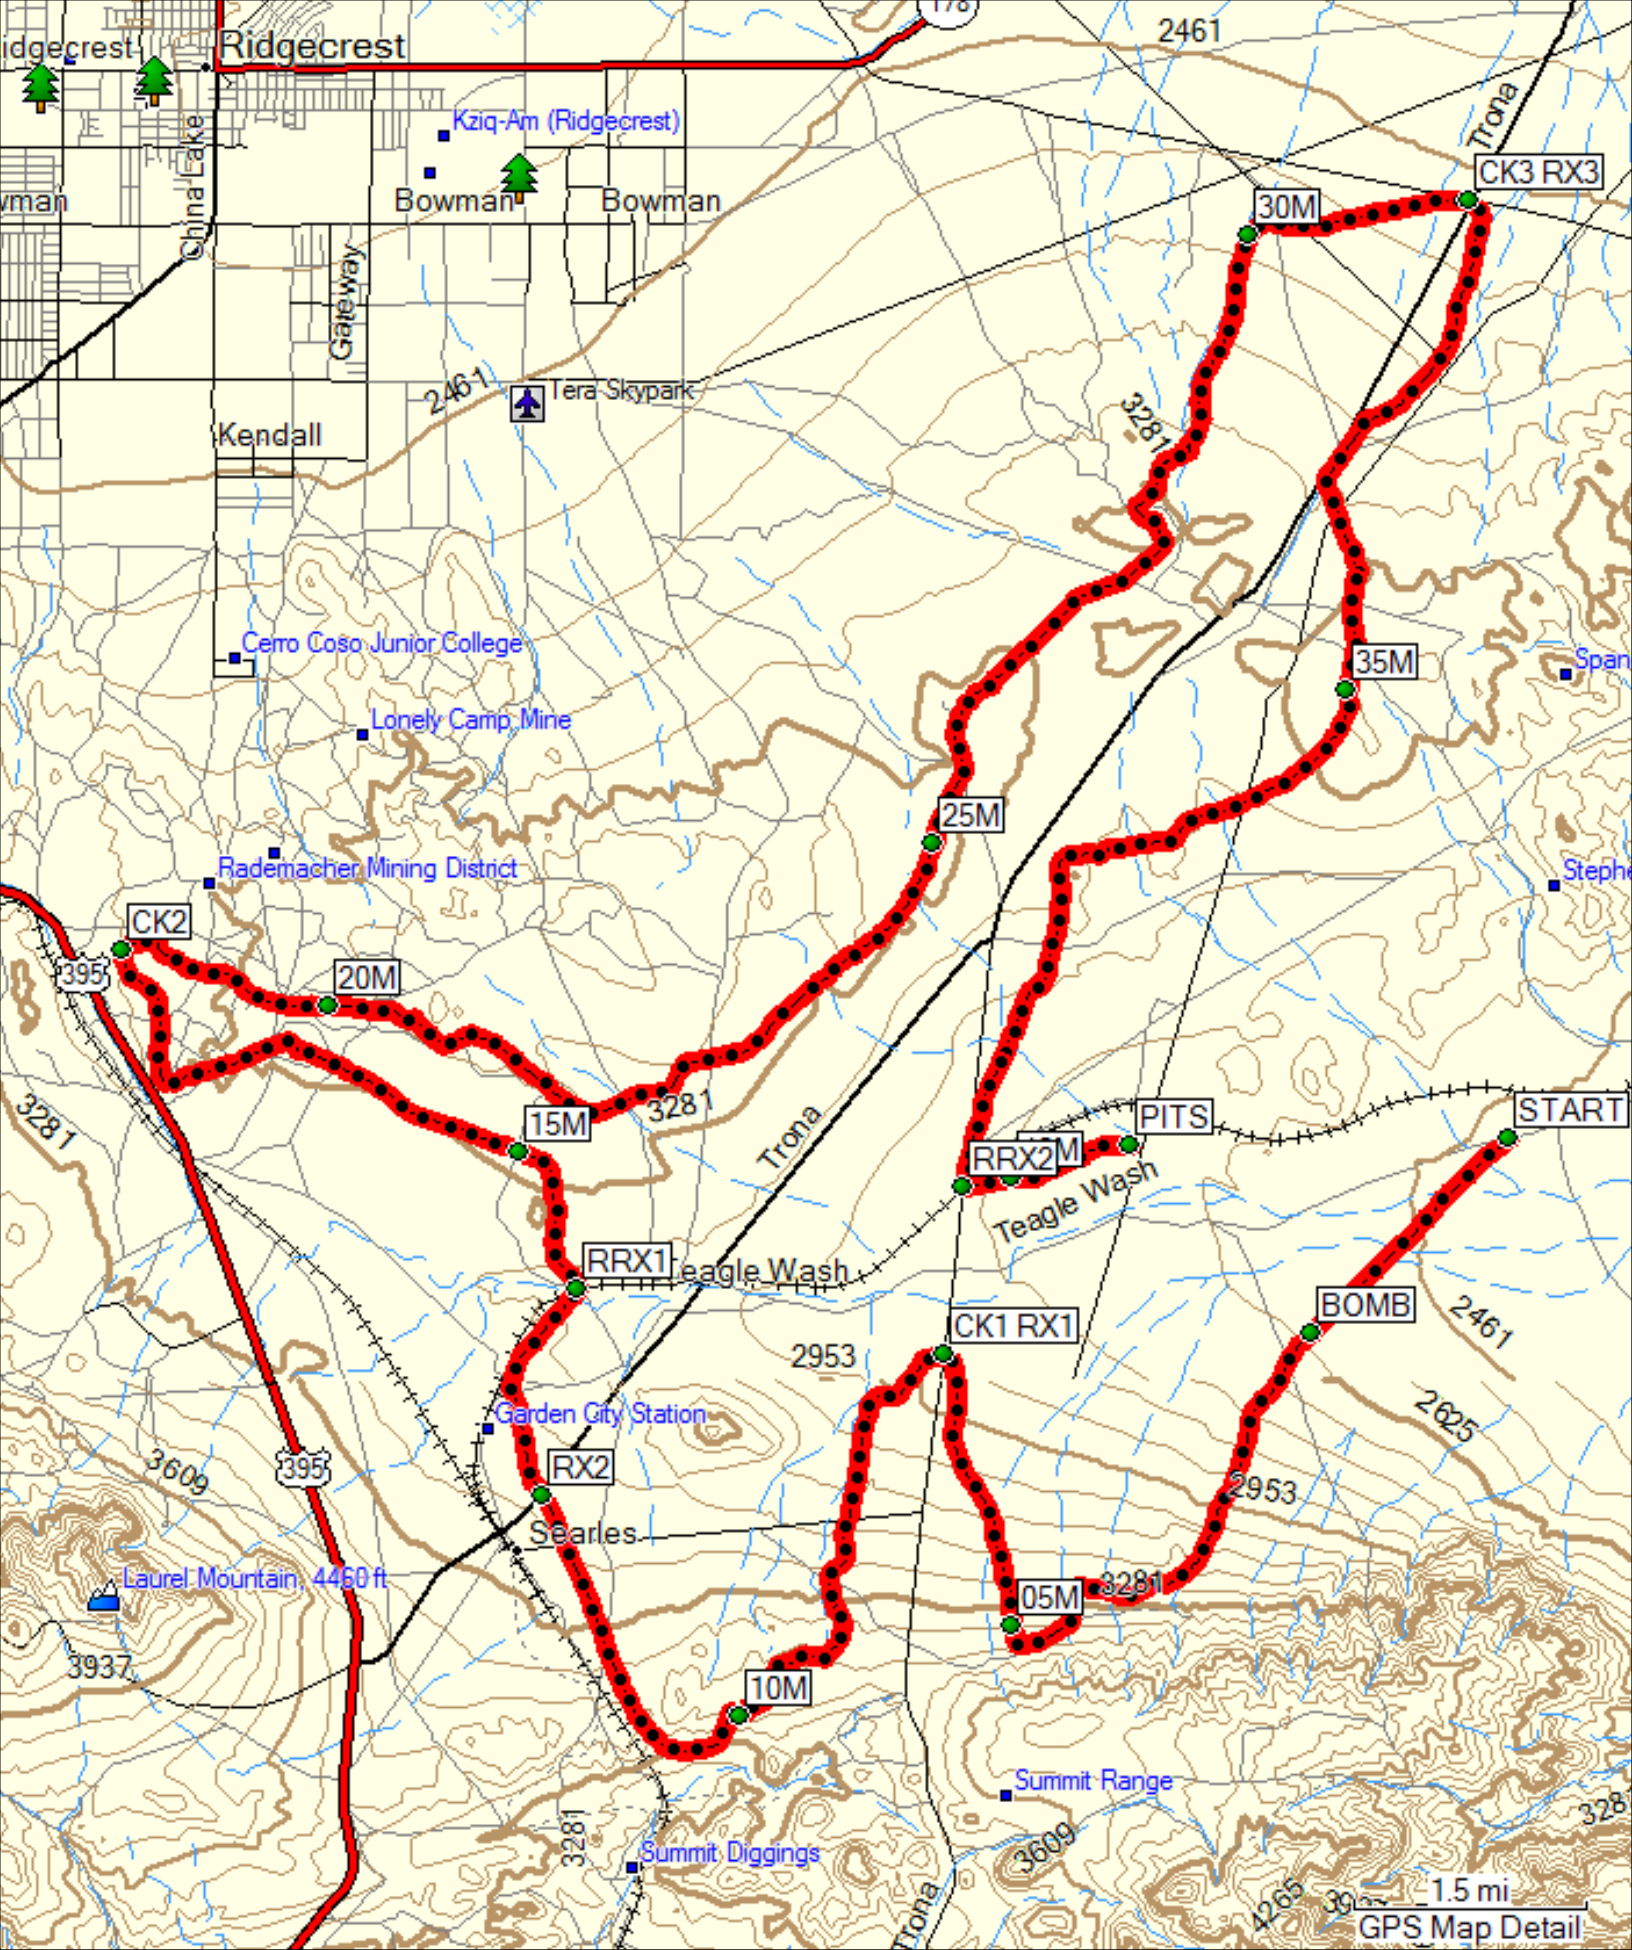 178
2461
idgecrest
Ridgecrest
Trona
Kziq-Am (Ridgecrest)
China Lake
CK3 RX3
wman
Bowman
Bowman
30M
Gateway
2461
Tera Skypark
3281
Kendall
Cerro Coso Junior College
35M
Span
Lonely Camp Mine
25M
Rademacher Mining District
Stephe
CK2
395
20M
3281
3281
15M
Trona
PITS
START
RRX2
M
Teagle Wash
RRX1
eagle Wash
BOMB
CK1 RX1
2461
2953
Garden City Station
2625
3609
395
RX2
2953
Searles
Laurel Mountain, 4460 ft
05M
3281
3937
10M
Summit Range
3281
328
Summit Diggings
3609
4265
Trona
1.5 mi
GPS Map Detail